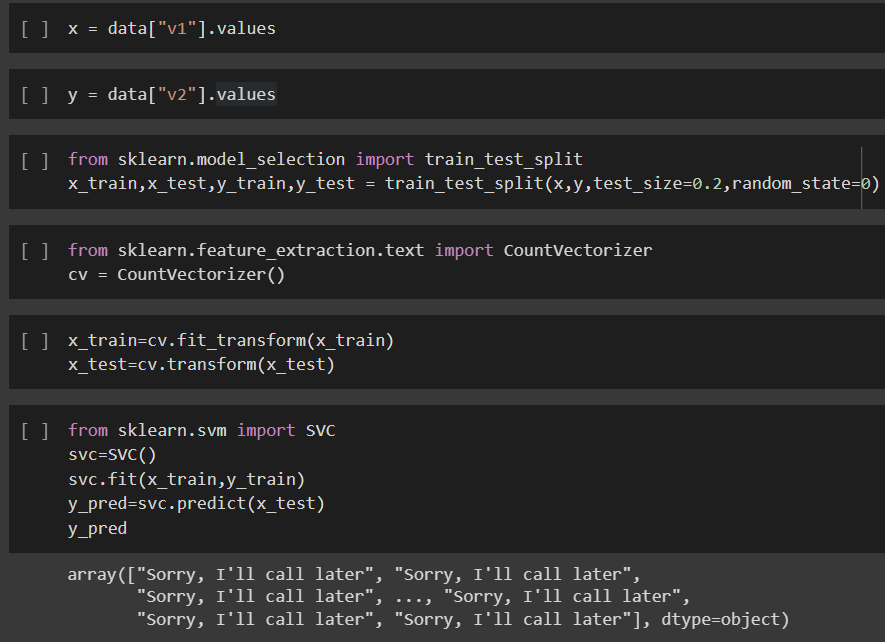 [ ] x = data["v1"].values
[ ] y = data["v2"].values
[ ] from sklearn.model_selection import train_test_split
x_train,x_test,y_train,y_test = train_test_split(x,y,test_size=0.2,random_state=0)
[ ] from sklearn.feature_extraction.text import CountVectorizer
cv = CountVectorizer()
[ ] x_train=cv.fit_transform(x_train)
x_test=cv.transform(x_test)
[ ] from sklearn.svm import SVC
svc=SVC()
svc.fit(x_train,y_train)
y_pred=svc.predict(x_test)
y_pred
array(["Sorry, I'll call later", "Sorry, I'll call later",
"Sorry, I'll call later", ..., "Sorry, I'll call later",
"Sorry, I'll call later", "Sorry, I'll call later"], dtype=object)